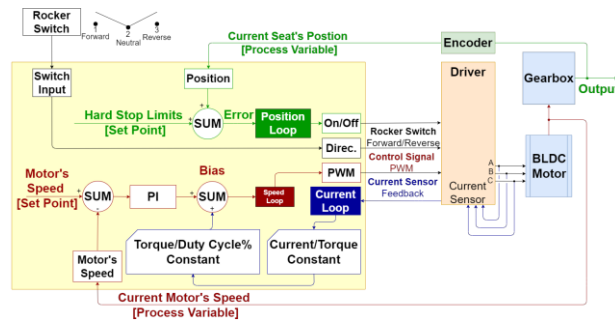 Rocker
Switch
1
2
3
Forward
Neutral
Reverse
Current Seat's Postion
[Process Variable]
Encoder
Switch
Input
Position
Driver
Gearbox
Output
Hard Stop Limits
[Set Point]
+
+
SUM
Error
Position
Loop
On/Off
Rocker Switch
Forward/Reverse
Direc.
Motor's
Speed
[Set Point]
Bias
PWM
Control Signal
PWM
A
B
C
BLDC
Motor
+
SUM
-
PI
+
SUM
+
Speed
Loop
Current
Loop
Current Sensor
Feedback
Current
Sensor
Torque/Duty Cycle%
Constant
Current/Torque
Constant
Motor's
Speed
Current Motor's Speed
[Process Variable]